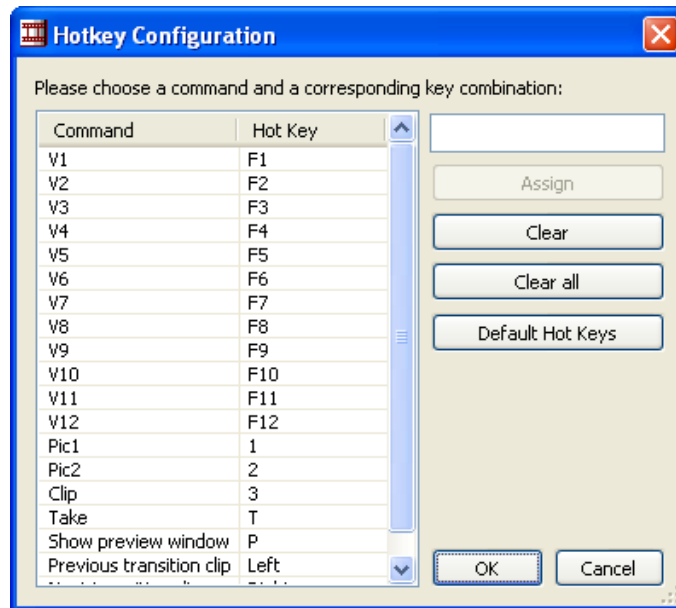 Hotkey Configuration
Please choose a command and a corresponding key combination:
Command Hot Key
V1 F1
V2 F2
V3 F3
Assign
V4 F4
Clear
V5 F5
V6 F6
Clear all
V7 F7
V8 F8
Default Hot Keys
V9 F9
V10 F10
V11 F11
V12 F12
Pic1 1
Pic2 2
Clip 3
Take T
Show preview window P
Previous transition clip Left
OK Cancel